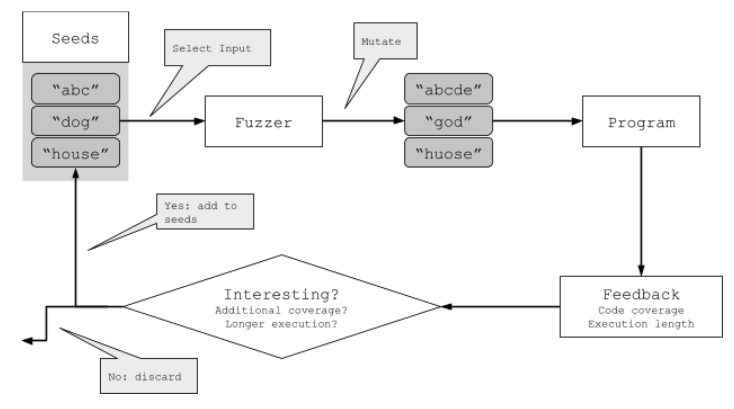 Seeds
"abc"
"dog"
"house"
Select Input
Fuzzer
Mutate
"abcde"
"god"
"huose"
Program
Yes: add to
seeds
Interesting?
Additional coverage?
Longer execution?
Feedback
Code coverage
Execution length
No: discard